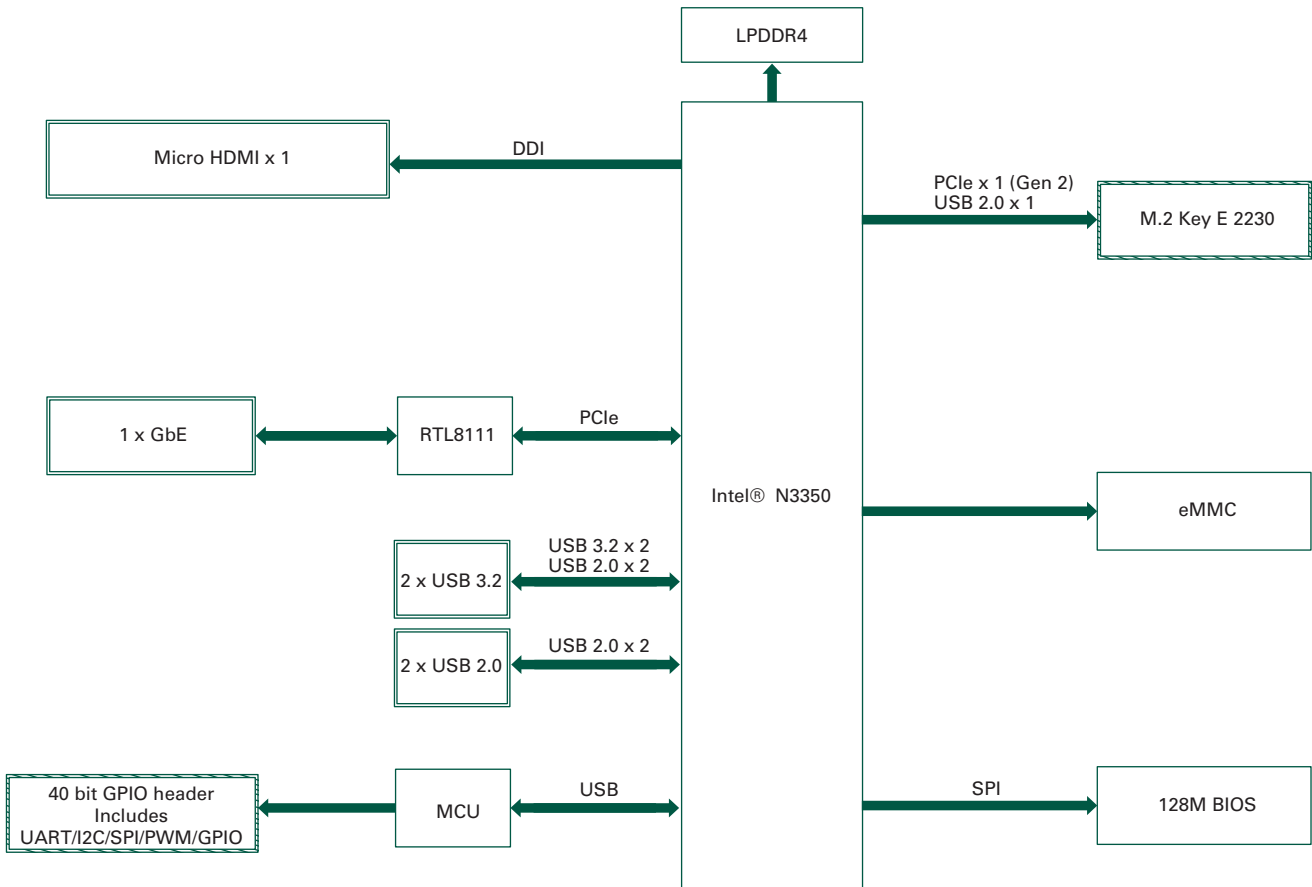 LPDDR4
Micro HDMI x 1
DDI
PCIe x 1 (Gen 2)
USB 2.0 x 1
M.2 Key E 2230
1 x GbE
RTL8111
PCIe
Intel® N3350
eMMC
2 x USB 3.2
USB 3.2 x 2
USB 2.0 x 2
2 x USB 2.0
USB 2.0 x 2
40 bit GPIO header
Includes
UART/I2C/SPI/PWM/GPIO
MCU
USB
SPI
128M BIOS